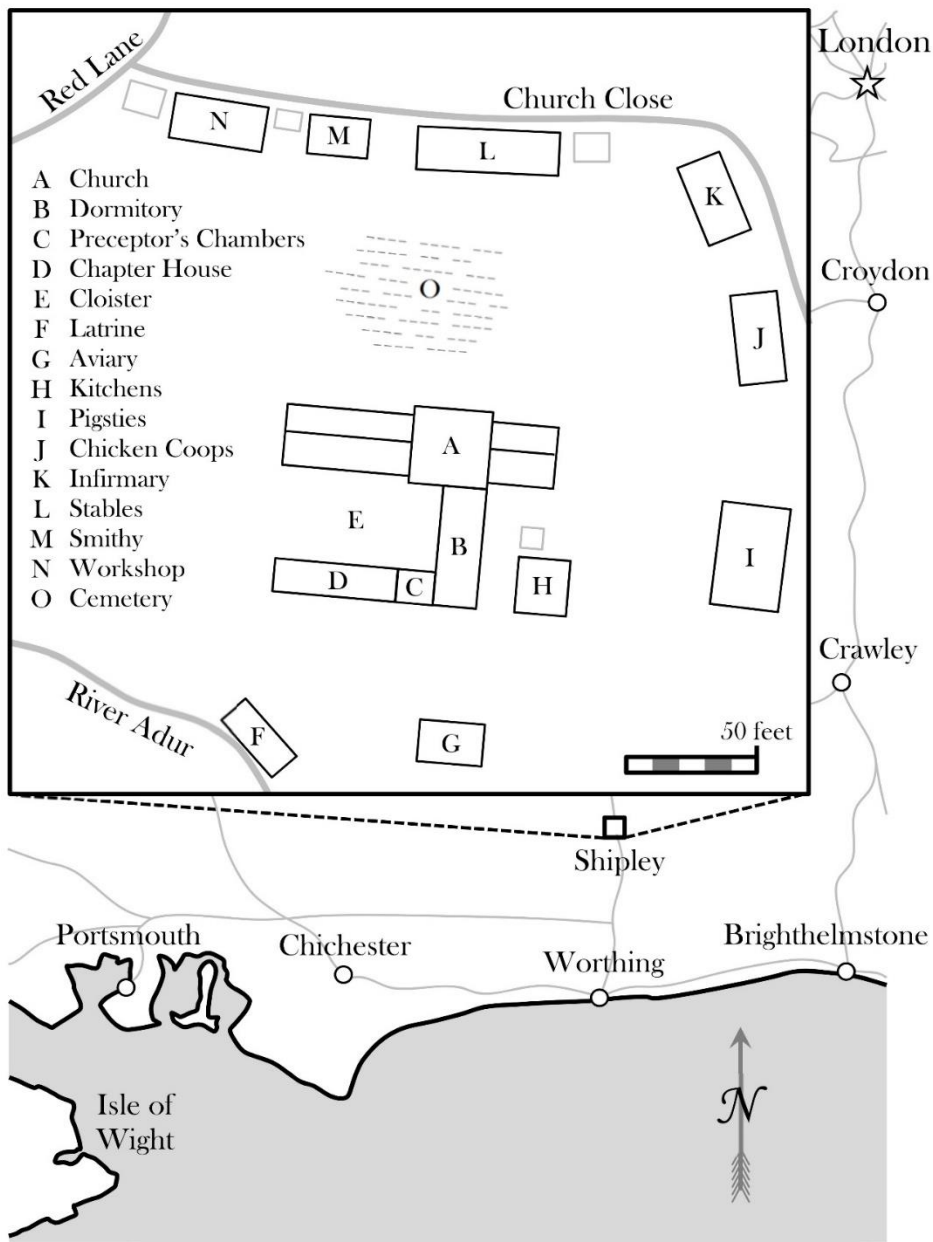 London
Red Lane
Church Close
N
M
L
K
A Church
B Dormitory
C Preceptor's Chambers
D Chapter House
E Cloister
F Latrine
G Aviary
H Kitchens
I Pigsties
J Chicken Coops
K Infirmary
L Stables
M Smithy
N Workshop
O Cemetery
O
Croydon
J
A
E
B
I
D
C
H
Crawley
River Adur
F
G
50 feet
Shipley
Portsmouth
Chichester
Worthing
Brighthelmstone
Isle of
Wight
N